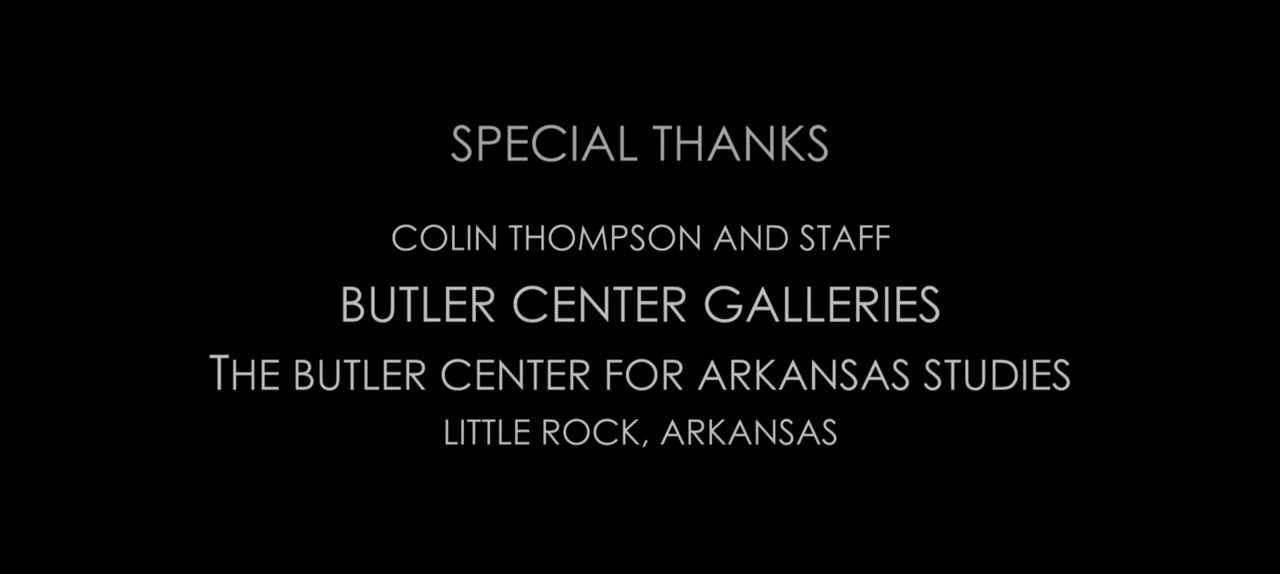 SPECIAL THANKS
COLIN THOMPSON AND STAFF
BUTLER CENTER GALLERIES
THE BUTLER CENTER FOR ARKANSAS STUDIES
LITTLE ROCK, ARKANSAS